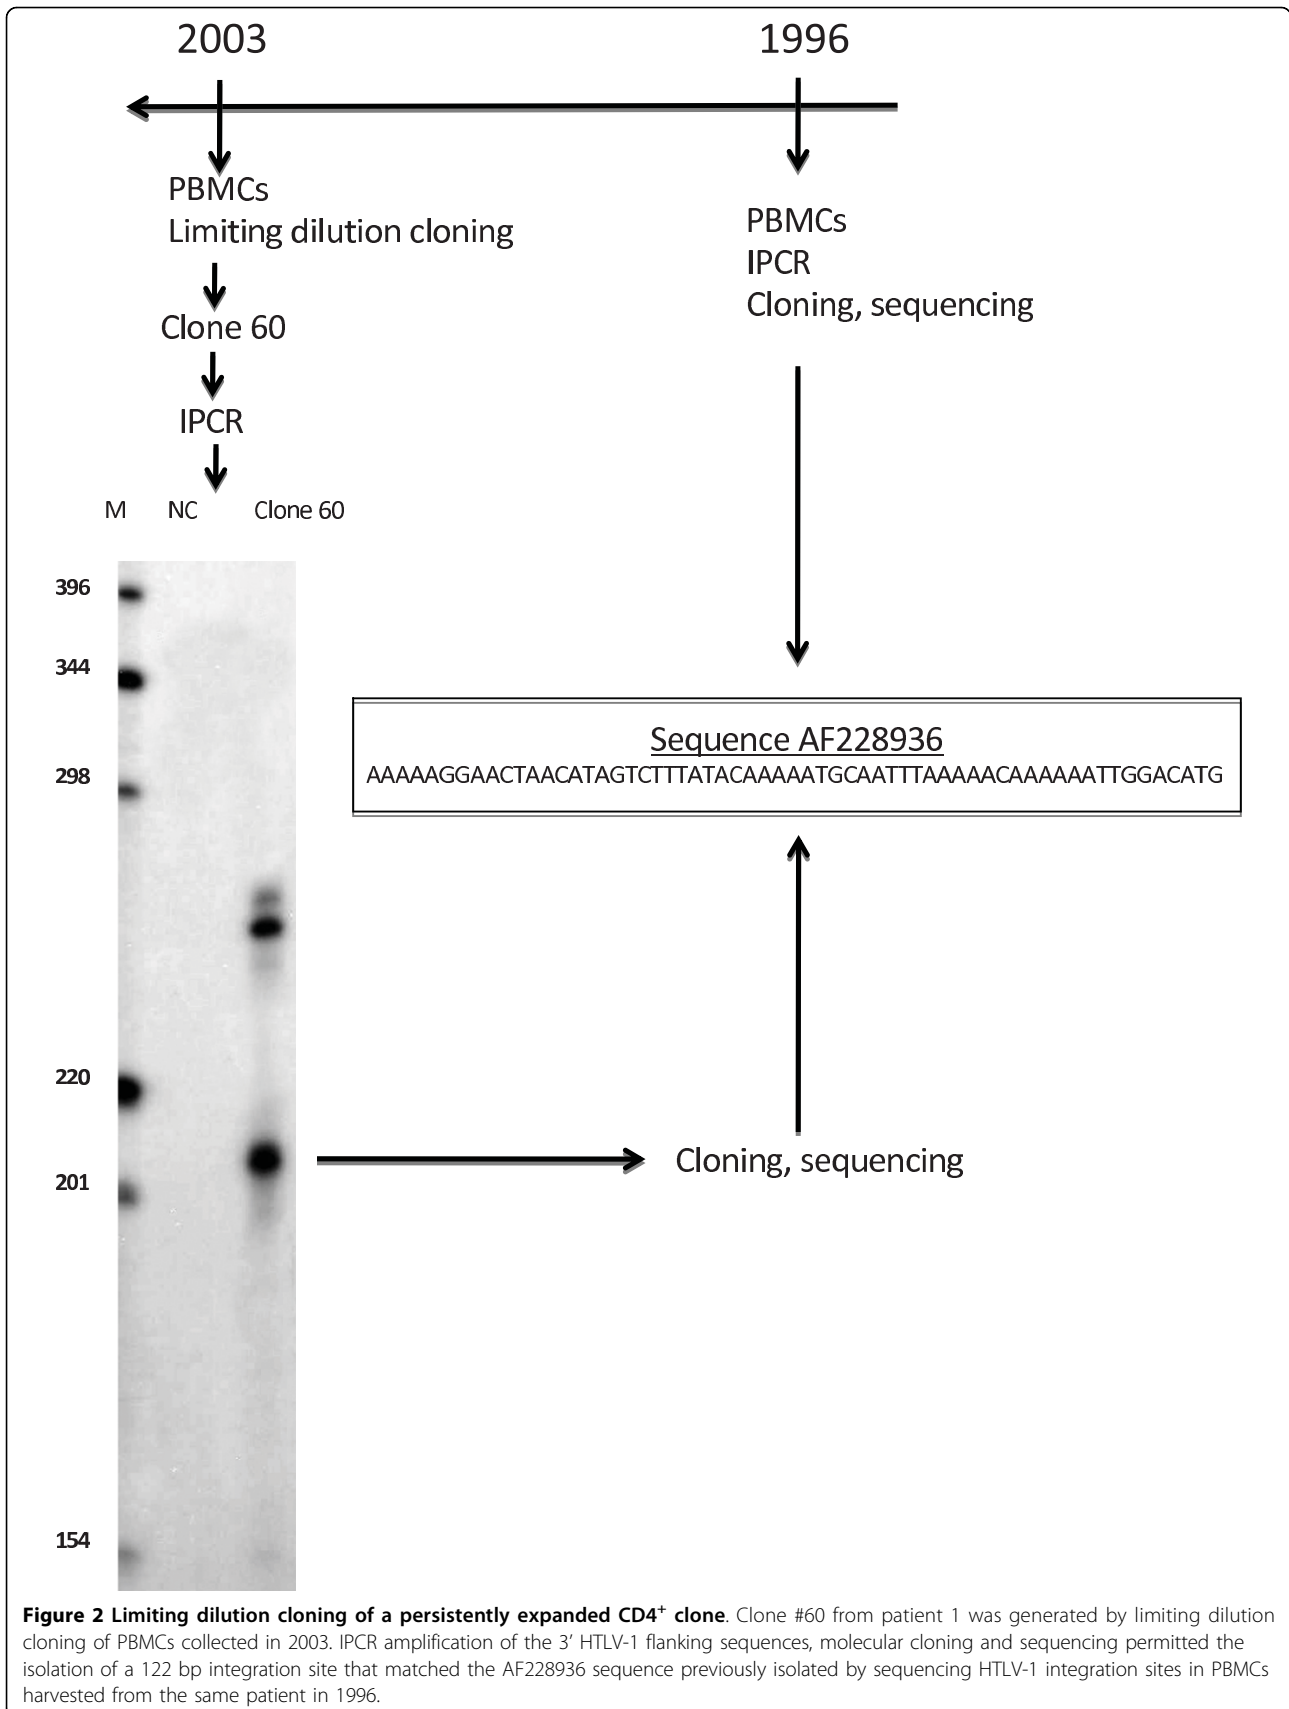 2003
1996
PBMCs
Limiting dilution cloning
Clone 60
IPCR
PBMCs
IPCR
Cloning, sequencing
M NC Clone 60
396
344
298
220
201
154
Sequence AF228936
AAAAAGGAACTAACATAGTCTTTATACAAAAATGCAATTTAAAAACAAAAAATTGGACATG
Cloning, sequencing
Figure 2 Limiting dilution cloning of a persistently expanded CD4+ clone. Clone #60 from patient 1 was generated by limiting dilution
cloning of PBMCs collected in 2003. IPCR amplification of the 3’ HTLV-1 flanking sequences, molecular cloning and sequencing permitted the
isolation of a 122 bp integration site that matched the AF228936 sequence previously isolated by sequencing HTLV-1 integration sites in PBMCs
harvested from the same patient in 1996.